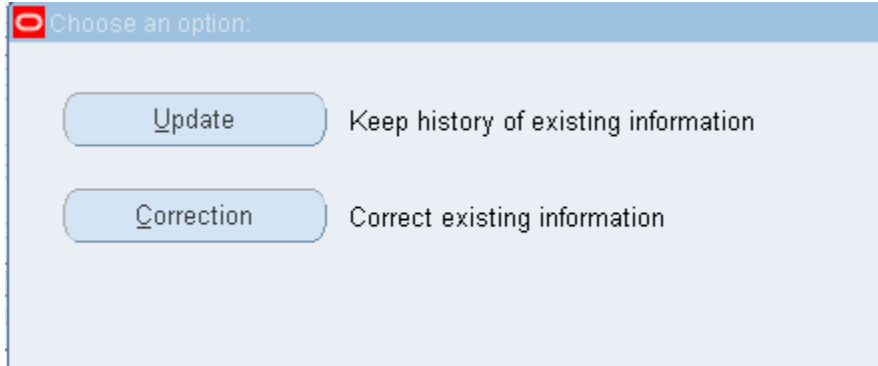 Choose an option:
Update Keep history of existing information
Correction Correct existing information